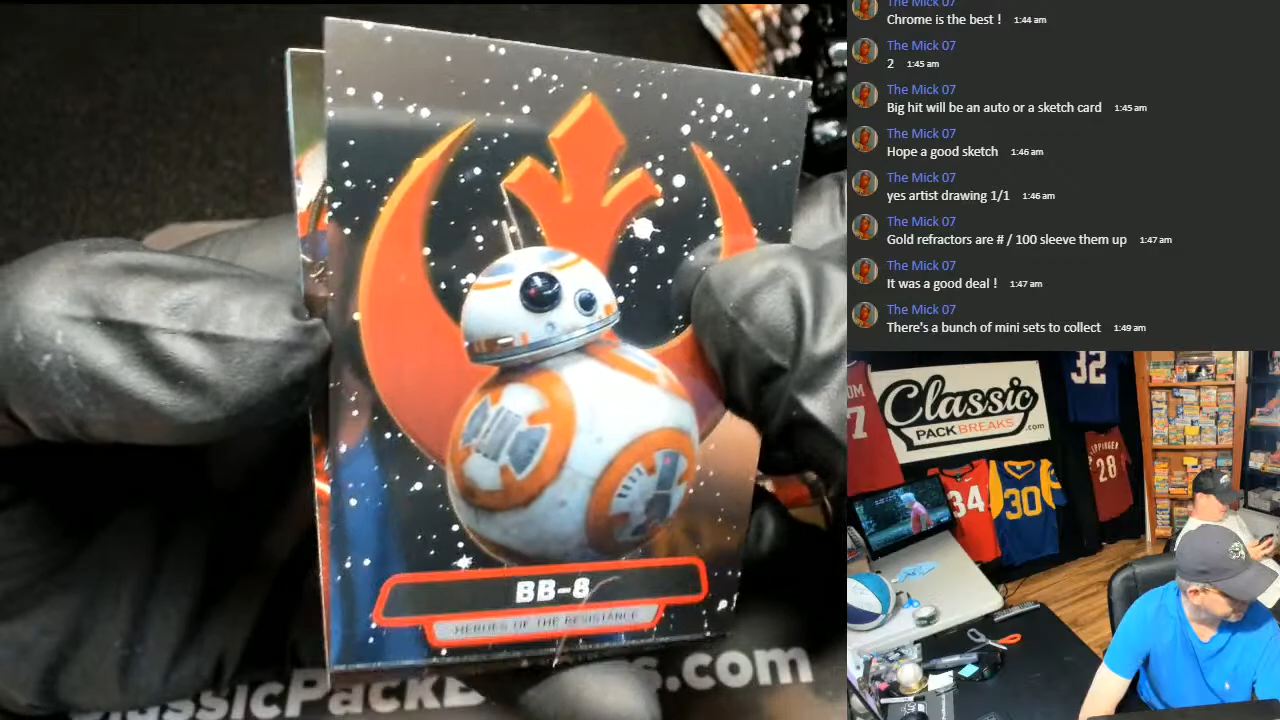 BB-8
HEROES OF THE RESISTANCE
ClassicPackB s.com
The Mick 07
Chrome is the best ! 1:44 am
The Mick 07
2 1:45 am
The Mick 07
Big hit will be an auto or a sketch card 1:45 am
The Mick 07
Hope a good sketch 1:46 am
The Mick 07
yes artist drawing 1/1 1:46 am
The Mick 07
Gold refractors are # / 100 sleeve them up 1:47 am
The Mick 07
It was a good deal ! 1:47 am
The Mick 07
There's a bunch of mini sets to collect 1:49 am
Classic
PACK BREAKS .com
32
7
34
30
28